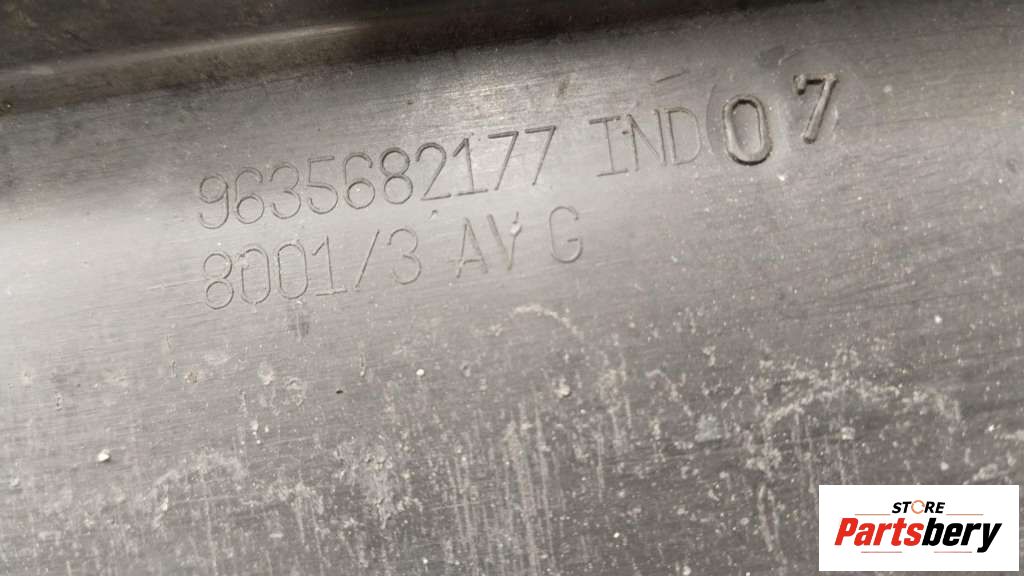 9635682177 IND 07
8001/3 AV G
STORE
Partsbery